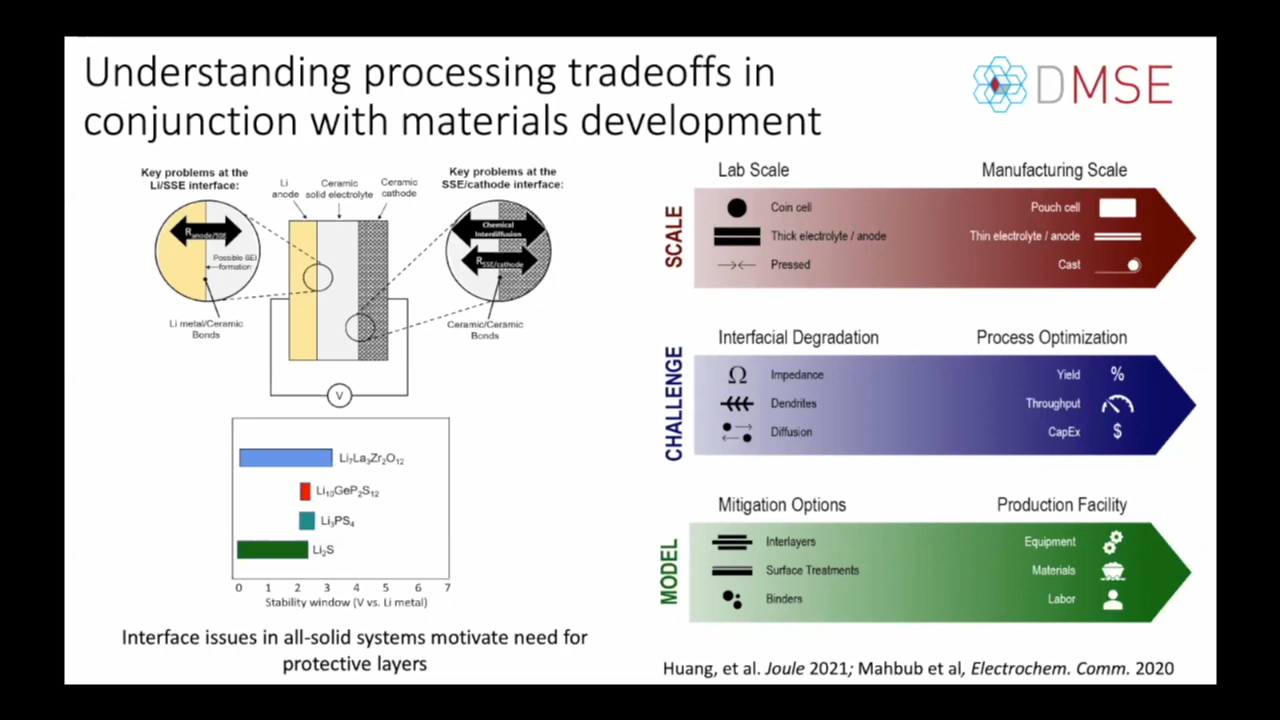 Understanding processing tradeoffs in
conjunction with materials development
DMSE
Key problems at the
Li/SSE interface:
Li
anode
Ceramic
solid electrolyte
Ceramic
cathode
Key problems at the
SSE/cathode interface:
Ranode/SSE
Possible SEI
formation
Chemical
Interdiffusion
RSSE/cathode
Li metal/Ceramic
Bonds
Ceramic/Ceramic
Bonds
V
Li₇La₃Zr₂O₁₂
Li₁₀GeP₂S₁₂
Li₃PS₄
Li₂S
0 1 2 3 4 5 6 7
Stability window (V vs. Li metal)
Interface issues in all-solid systems motivate need for
protective layers
SCALE
Lab Scale
Manufacturing Scale
Coin cell
Pouch cell
Thick electrolyte / anode
Thin electrolyte / anode
Pressed
Cast
CHALLENGE
Interfacial Degradation
Process Optimization
Ω Impedance
Yield %
Dendrites
Throughput
Diffusion
CapEx $
MODEL
Mitigation Options
Production Facility
Interlayers
Equipment
Surface Treatments
Materials
Binders
Labor
Huang, et al. Joule 2021; Mahbub et al, Electrochem. Comm. 2020